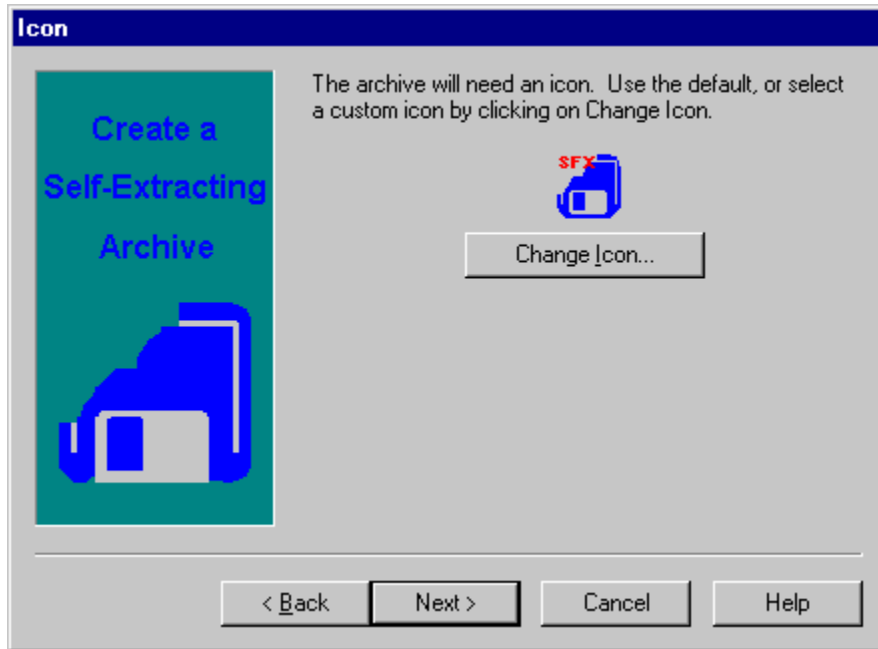 Icon
Create a
Self-Extracting
Archive
The archive will need an icon.  Use the default, or select
a custom icon by clicking on Change Icon.
SFX
Change Icon...
< Back
Next >
Cancel
Help